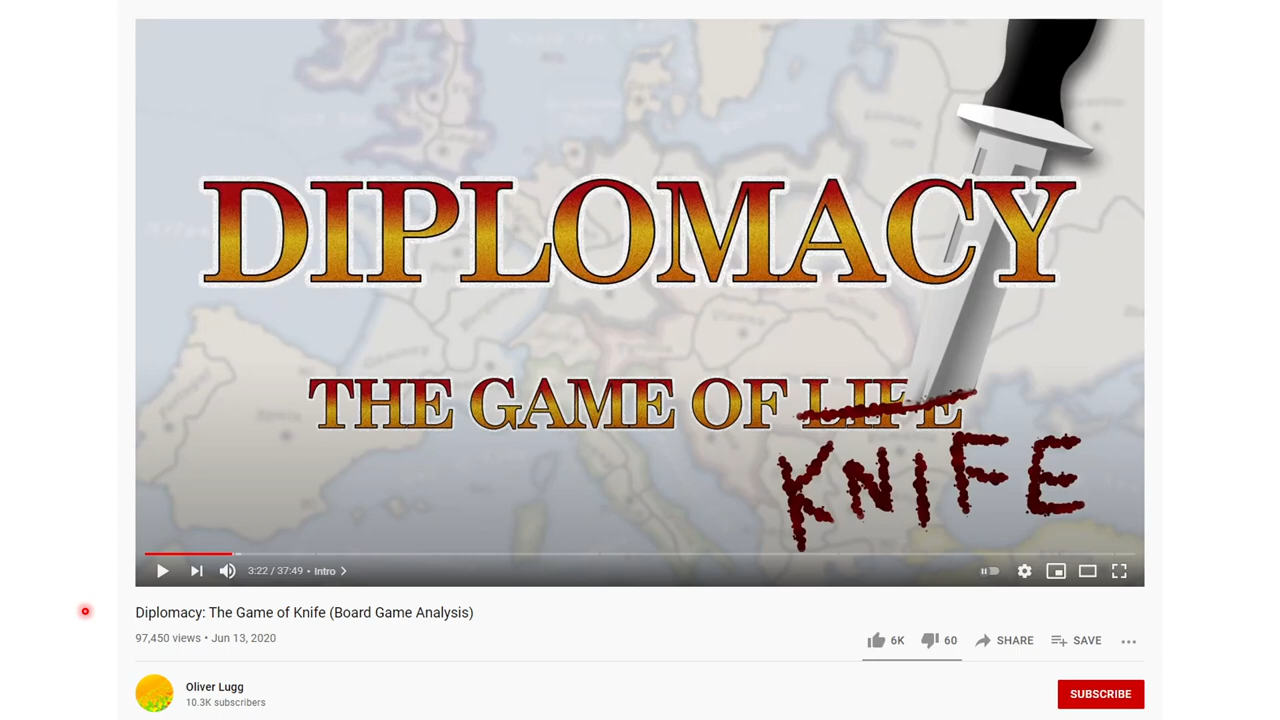 DIPLOMACY
THE GAME OF LIFE
KNIFE
3:22 / 37:49 • Intro
Diplomacy: The Game of Knife (Board Game Analysis)
97,450 views • Jun 13, 2020
6K 60 SHARE SAVE
Oliver Lugg
10.3K subscribers
SUBSCRIBE